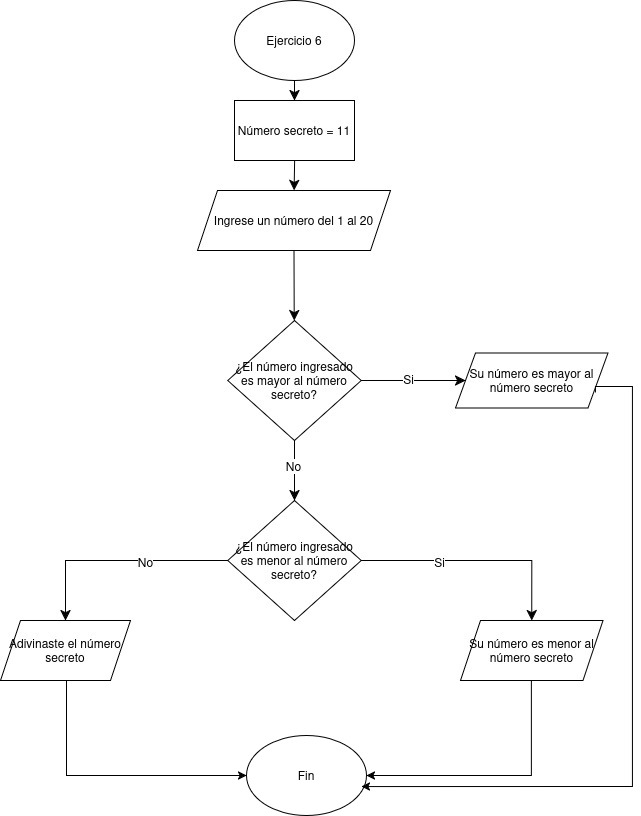 Ejercicio 6
Número secreto = 11
Ingrese un número del 1 al 20
¿El número ingresado
es mayor al número
secreto?
Si
Su número es mayor al
número secreto
No
¿El número ingresado
es menor al número
secreto?
No
Si
Adivinaste el número
secreto
Su número es menor al
número secreto
Fin